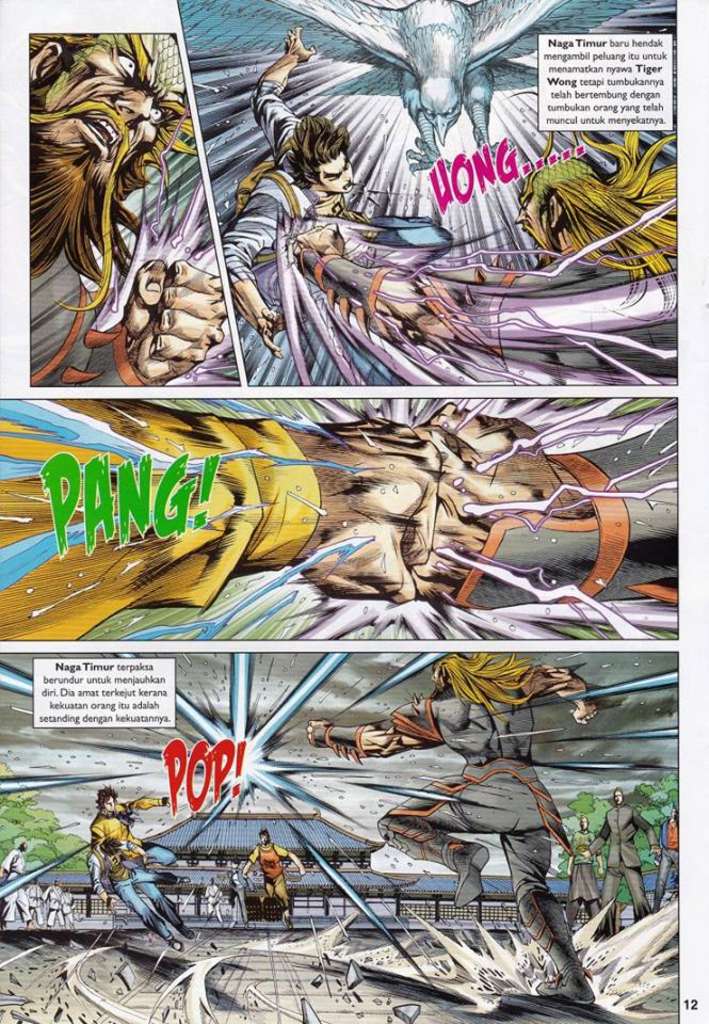 Naga Timur baru hendak
mengambil peluang itu untuk
menamatkan nyawa Tiger
Wong tetapi tumbukannya
telah bertembung dengan
tumbukan orang yang telah
muncul untuk menyekatnya.
UONG.....
PANG!
Naga Timur terpaksa
berundur untuk menjauhkan
diri. Dia amat terkejut kerana
kekuatan orang itu adalah
setanding dengan kekuatannya.
POP!
12